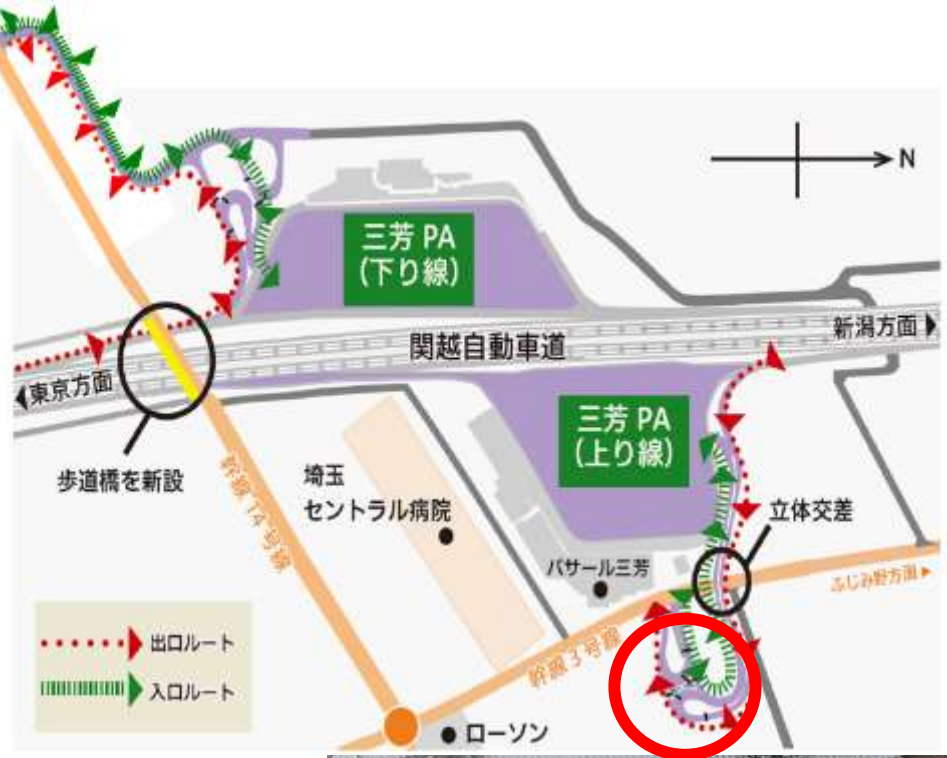 N
三芳 PA
(下り線)
新潟方面
関越自動車道
東京方面
三芳 PA
(上り線)
歩道橋を新設
幹線14号線
埼玉
セントラル病院
立体交差
パサール三芳
ふじみ野方面
幹線3号線
出口ルート
入口ルート
ローソン